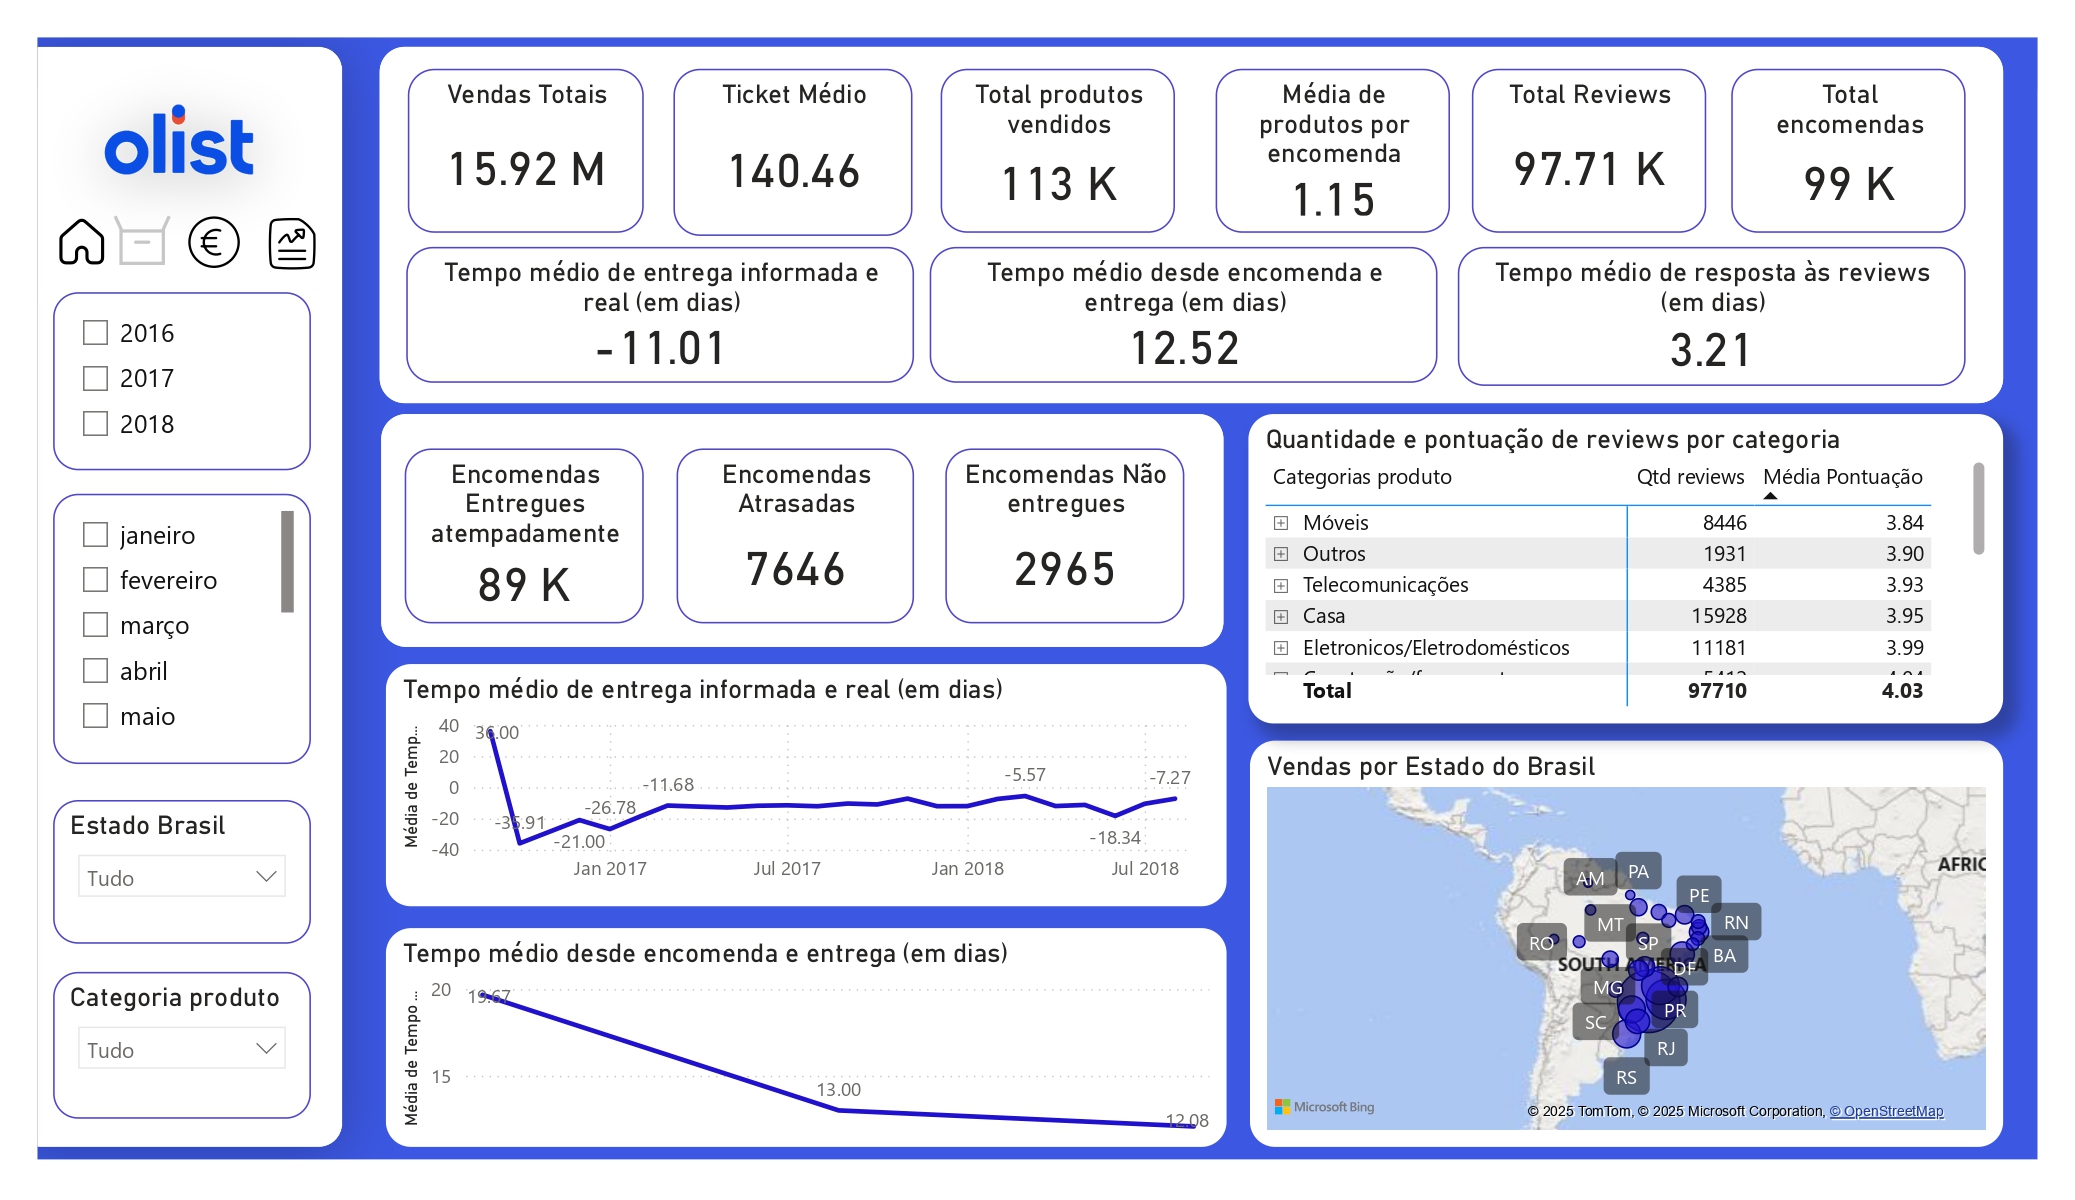 olist
2016
2017
2018
janeiro
fevereiro
março
abril
maio
Estado Brasil
Tudo
Categoria produto
Tudo
Vendas Totais
15.92 M
Ticket Médio
140.46
Total produtos
vendidos
113 K
Média de
produtos por
encomenda
1.15
Total Reviews
97.71 K
Total
encomendas
99 K
Tempo médio de entrega informada e
real (em dias)
-11.01
Tempo médio desde encomenda e
entrega (em dias)
12.52
Tempo médio de resposta às reviews
(em dias)
3.21
Encomendas
Entregues
atempadamente
89 K
Encomendas
Atrasadas
7646
Encomendas Não
entregues
2965
Quantidade e pontuação de reviews por categoria
Categorias produto Qtd reviews Média Pontuação
Móveis 8446 3.84
Outros 1931 3.90
Telecomunicações 4385 3.93
Casa 15928 3.95
Eletronicos/Eletrodomésticos 11181 3.99
Total 97710 4.03
Tempo médio de entrega informada e real (em dias)
Média de Temp...
40
20
0
-20
-40
36.00
-35.91
-21.00
-26.78
-11.68
-5.57
-18.34
-7.27
Jan 2017
Jul 2017
Jan 2018
Jul 2018
Tempo médio desde encomenda e entrega (em dias)
Média de Tempo ...
20
15
19.67
13.00
12.08
Vendas por Estado do Brasil
AFRIC
AM
PA
PE
MT
RN
RO
SP
BA
SOUTH AMERICA
DF
MG
PR
SC
RJ
RS
Microsoft Bing
© 2025 TomTom, © 2025 Microsoft Corporation, © OpenStreetMap